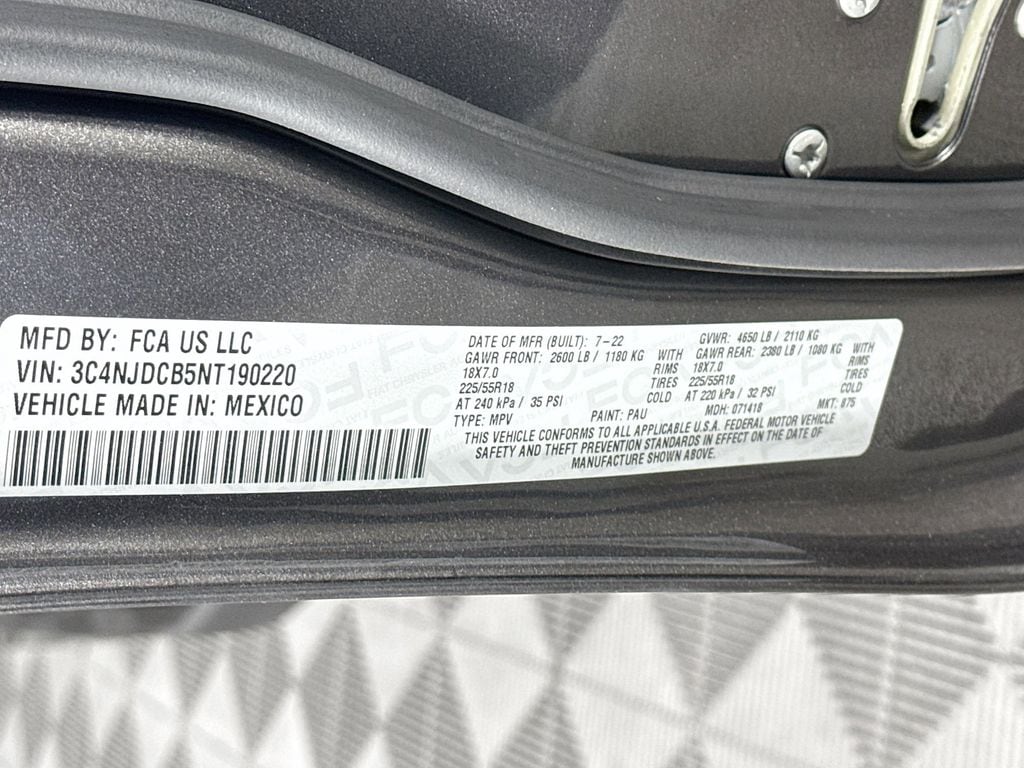 MFD BY: FCA US LLC
VIN: 3C4NJDCB5NT190220
VEHICLE MADE IN: MEXICO
DATE OF MFR (BUILT): 7-22 GVWR: 4650 LB / 2110 KG
GAWR FRONT: 2600 LB / 1180 KG WITH GAWR REAR: 2380 LB / 1080 KG WITH
18X7.0 RIMS 18X7.0 RIMS
225/55R18 TIRES 225/55R18 TIRES
AT 240 kPa / 35 PSI COLD AT 220 kPa / 32 PSI COLD
TYPE: MPV PAINT: PAU MDH: 071418 MKT: 875
THIS VEHICLE CONFORMS TO ALL APPLICABLE U.S.A. FEDERAL MOTOR VEHICLE
SAFETY AND THEFT PREVENTION STANDARDS IN EFFECT ON THE DATE OF
MANUFACTURE SHOWN ABOVE.